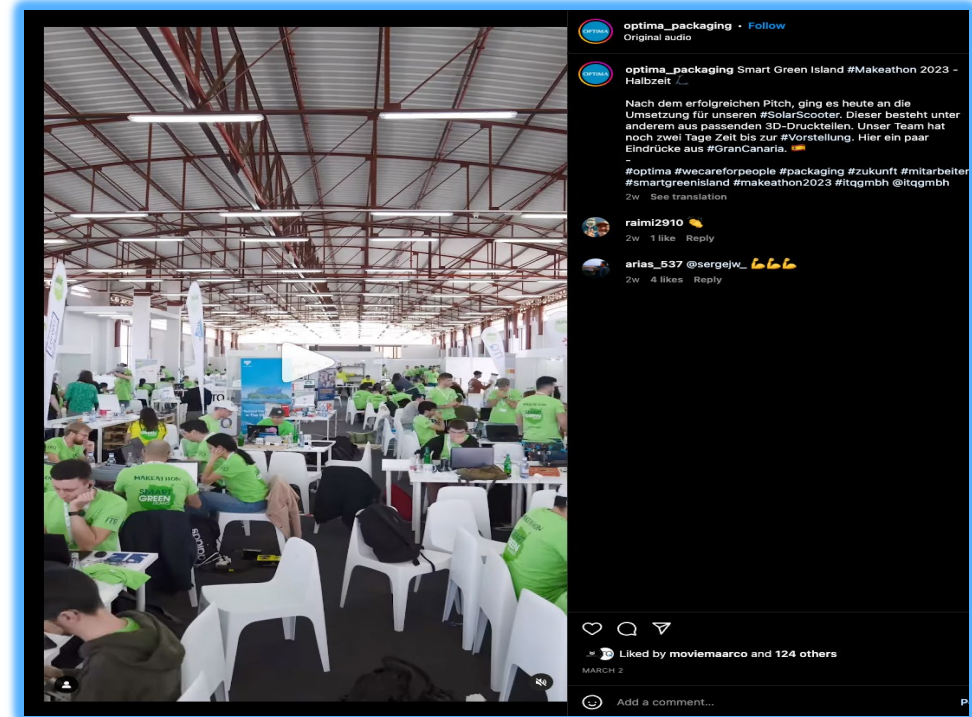 optima_packaging • Follow
Original audio
optima_packaging Smart Green Island #Makeathon 2023 -
Halbzeit 🛴
Nach dem erfolgreichen Pitch, ging es heute an die
Umsetzung für unseren #SolarScooter. Dieser besteht unter
anderem aus passenden 3D-Druckteilen. Unser Team hat
noch zwei Tage Zeit bis zur #Vorstellung. Hier ein paar
Eindrücke aus #GranCanaria. 🇪🇸
-
#optima #wecareforpeople #packaging #zukunft #mitarbeiter
#smartgreenisland #makeathon2023 #itqgmbh @itqgmbh
2w See translation
raimi2910 👏
2w 1 like Reply
arias_537 @sergejw_ 💪💪💪
2w 4 likes Reply
Liked by moviemaarco and 124 others
MARCH 2
Add a comment...
OPTIMA
OPTIMA
MAKEATHON
SMART
GREEN